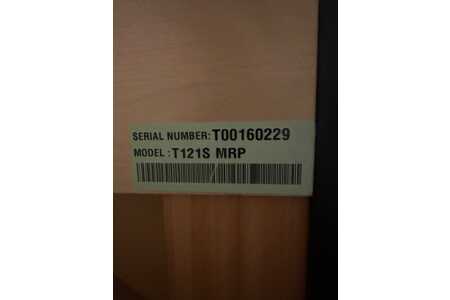 SERIAL NUMBER: T00160229
MODEL : T121S MRP